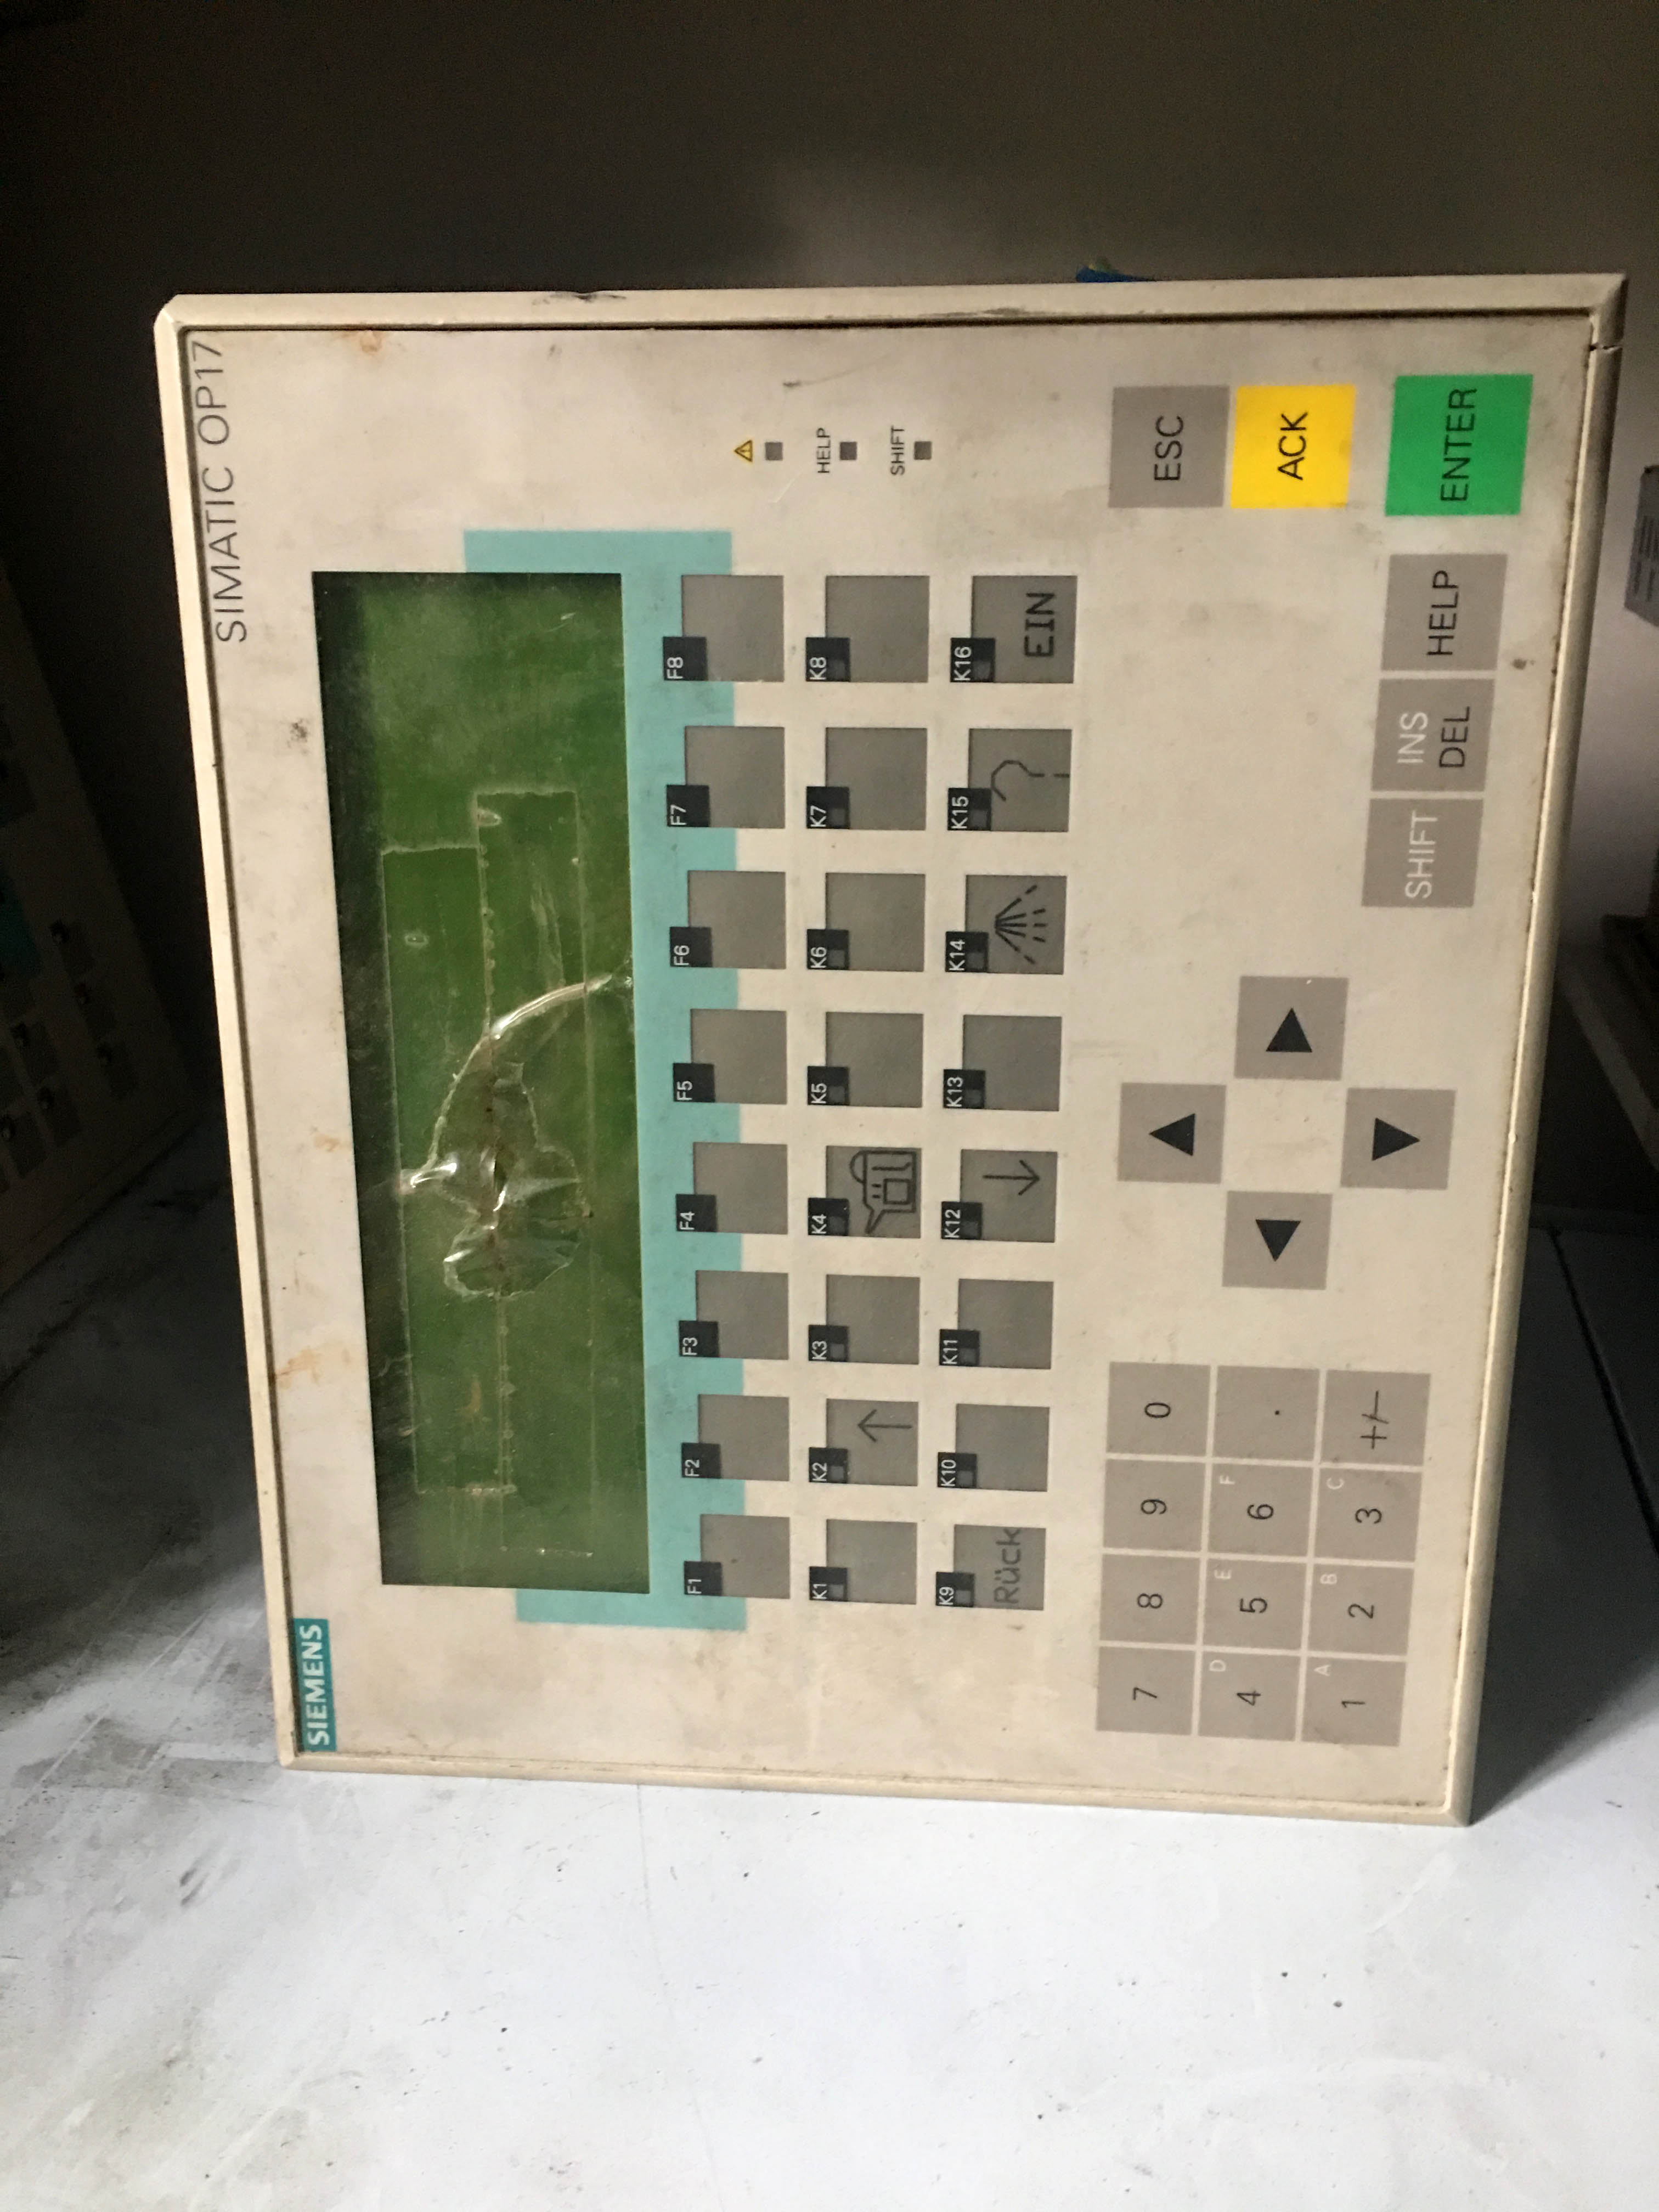 SIEMENS
SIMATIC OP17
F1 F2 F3 F4 F5 F6 F7 F8
K1 K2 K3 K4 K5 K6 K7 K8
HELP
SHIFT
K9 K10 K11 K12 K13 K14 K15 K16
Rück ? EIN
7 8 9 0 ESC
D E F
4 5 6 . ACK
A B C
1 2 3 +/- SHIFT INS DEL HELP ENTER